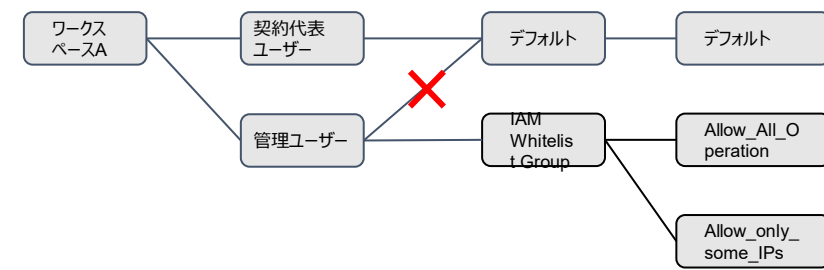 ワークス
ペースA
契約代表
ユーザー
デフォルト
デフォルト
管理ユーザー
IAM
Whitelis
t Group
Allow_All_O
peration
Allow_only_
some_IPs